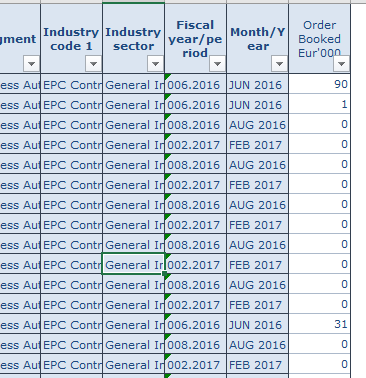 gment
Industry
code 1
Industry
sector
Fiscal
year/pe
riod
Month/Y
ear
Order
Booked
Eur'000
ess Aut EPC Contr General In 006.2016 JUN 2016 90
ess Aut EPC Contr General In 006.2016 JUN 2016 1
ess Aut EPC Contr General In 008.2016 AUG 2016 0
ess Aut EPC Contr General In 002.2017 FEB 2017 0
ess Aut EPC Contr General In 008.2016 AUG 2016 0
ess Aut EPC Contr General In 002.2017 FEB 2017 0
ess Aut EPC Contr General In 008.2016 AUG 2016 0
ess Aut EPC Contr General In 002.2017 FEB 2017 0
ess Aut EPC Contr General In 008.2016 AUG 2016 0
ess Aut EPC Contr General In 002.2017 FEB 2017 0
ess Aut EPC Contr General In 008.2016 AUG 2016 0
ess Aut EPC Contr General In 002.2017 FEB 2017 0
ess Aut EPC Contr General In 006.2016 JUN 2016 31
ess Aut EPC Contr General In 008.2016 AUG 2016 0
ess Aut EPC Contr General In 002.2017 FEB 2017 0